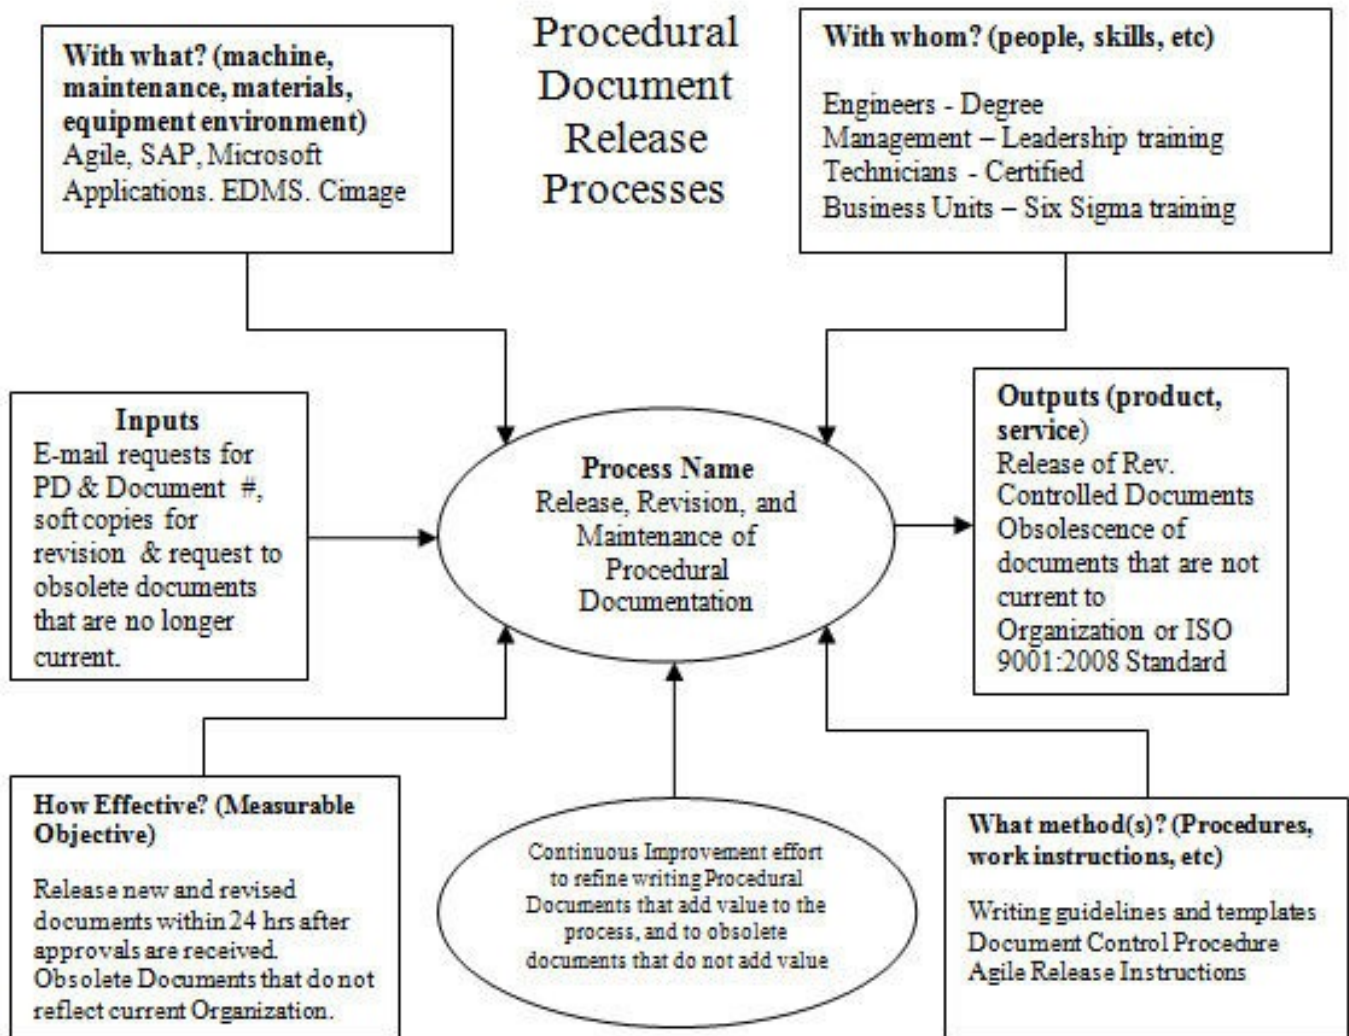 Procedural
Document
Release
Processes
With what? (machine,
maintenance, materials,
equipment environment)
Agile, SAP, Microsoft
Applications. EDMS. Cimage
With whom? (people, skills, etc)
Engineers - Degree
Management – Leadership training
Technicians - Certified
Business Units – Six Sigma training
Inputs
E-mail requests for
PD & Document #,
soft copies for
revision & request to
obsolete documents
that are no longer
current.
Process Name
Release, Revision, and
Maintenance of
Procedural
Documentation
Outputs (product,
service)
Release of Rev.
Controlled Documents
Obsolescence of
documents that are not
current to
Organization or ISO
9001:2008 Standard
How Effective? (Measurable
Objective)
Release new and revised
documents within 24 hrs after
approvals are received.
Obsolete Documents that do not
reflect current Organization.
Continuous Improvement effort
to refine writing Procedural
Documents that add value to the
process, and to obsolete
documents that do not add value
What method(s)? (Procedures,
work instructions, etc)
Writing guidelines and templates
Document Control Procedure
Agile Release Instructions